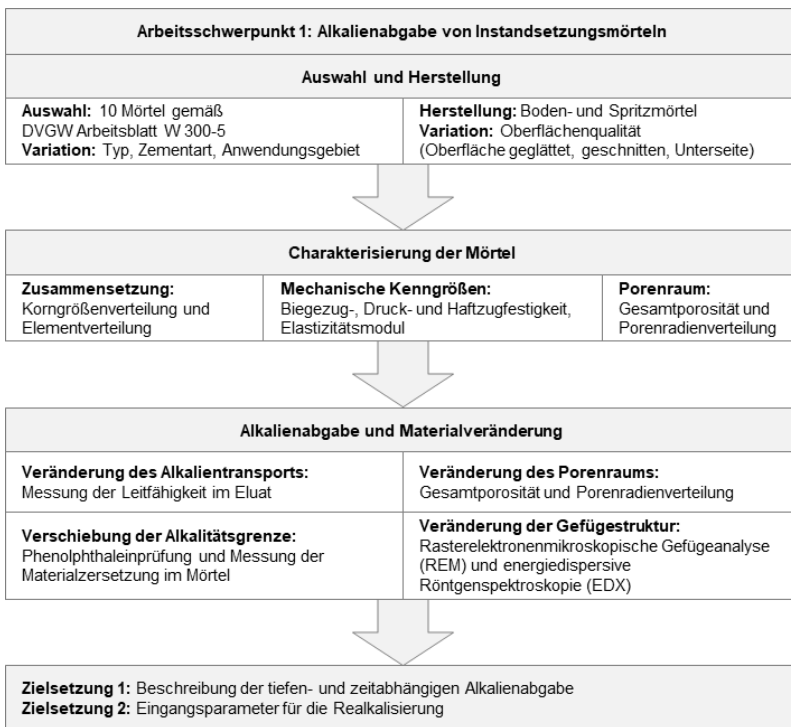 Arbeitsschwerpunkt 1: Alkalienabgabe von Instandsetzungsmörteln
Auswahl und Herstellung
Auswahl: 10 Mörtel gemäß
DVGW Arbeitsblatt W 300-5
Variation: Typ, Zementart, Anwendungsgebiet
Herstellung: Boden- und Spritzmörtel
Variation: Oberflächenqualität
(Oberfläche geglättet, geschnitten, Unterseite)
Charakterisierung der Mörtel
Zusammensetzung:
Korngrößenverteilung und
Elementverteilung
Mechanische Kenngrößen:
Biegezug-, Druck- und Haftzugfestigkeit,
Elastizitätsmodul
Porenraum:
Gesamtporosität und
Porenradienverteilung
Alkalienabgabe und Materialveränderung
Veränderung des Alkalientransports:
Messung der Leitfähigkeit im Eluat
Veränderung des Porenraums:
Gesamtporosität und Porenradienverteilung
Verschiebung der Alkalitätsgrenze:
Phenolphthaleinprüfung und Messung der
Materialzersetzung im Mörtel
Veränderung der Gefügestruktur:
Rasterelektronenmikroskopische Gefügeanalyse
(REM) und energiedispersive
Röntgenspektroskopie (EDX)
Zielsetzung 1: Beschreibung der tiefen- und zeitabhängigen Alkalienabgabe
Zielsetzung 2: Eingangsparameter für die Realkalisierung